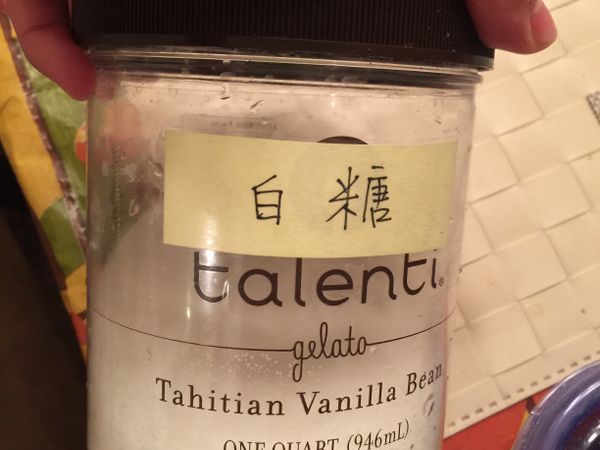 白糖
talenti®
gelato
Tahitian Vanilla Bean
ONE QUART (946mL)